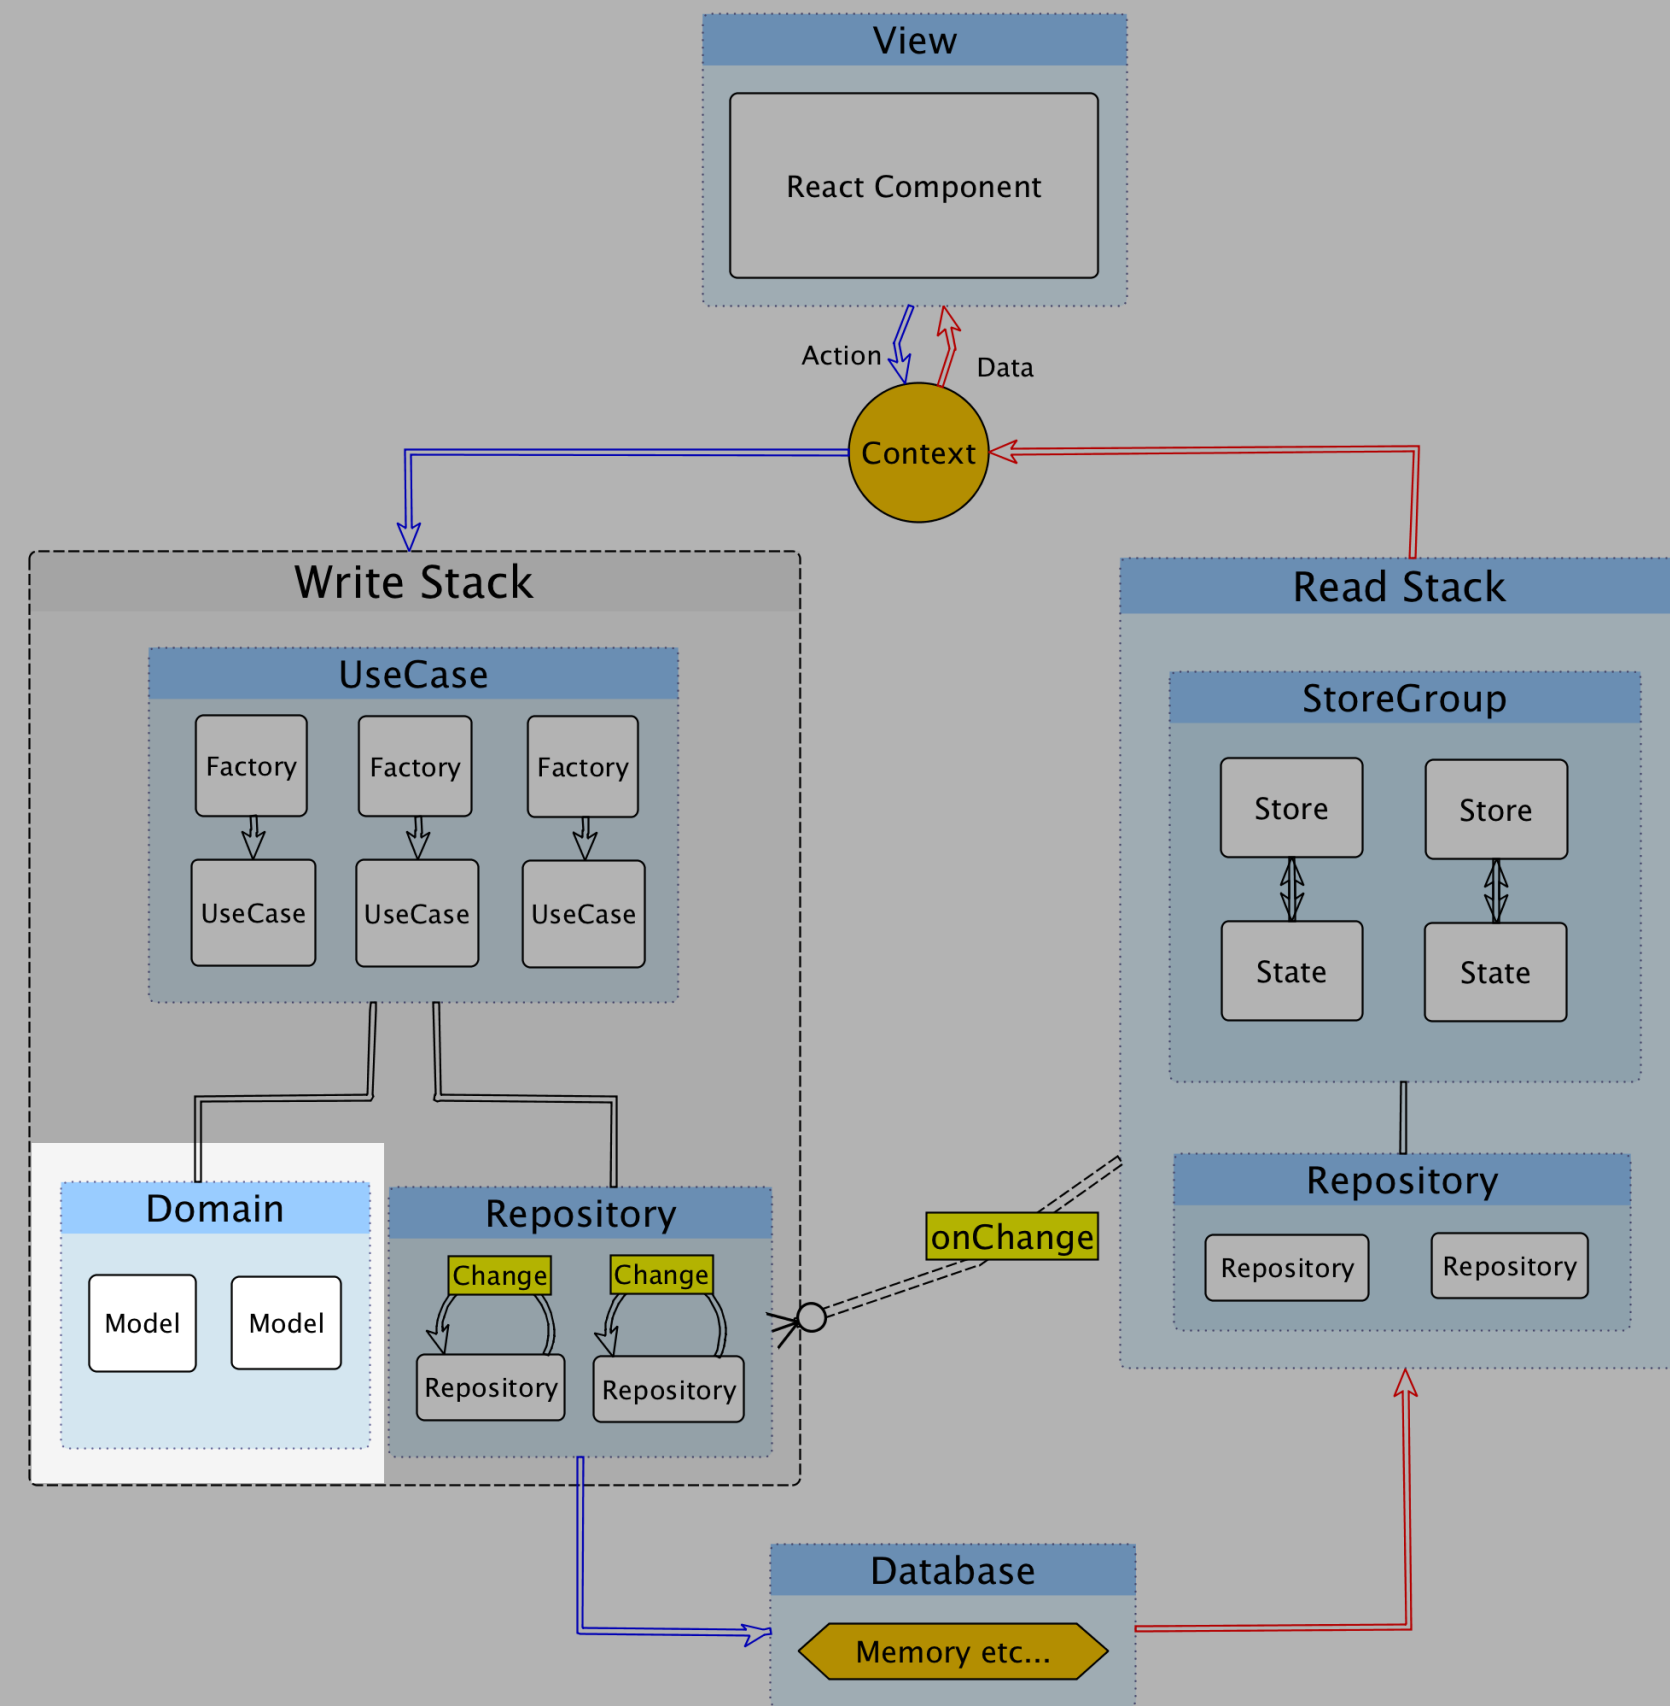 View
React Component
Action
Data
Context
Write Stack
UseCase
Factory
Factory
Factory
UseCase
UseCase
UseCase
Domain
Model
Model
Repository
Change
Change
Repository
Repository
onChange
Read Stack
StoreGroup
Store
Store
State
State
Repository
Repository
Repository
Database
Memory etc...